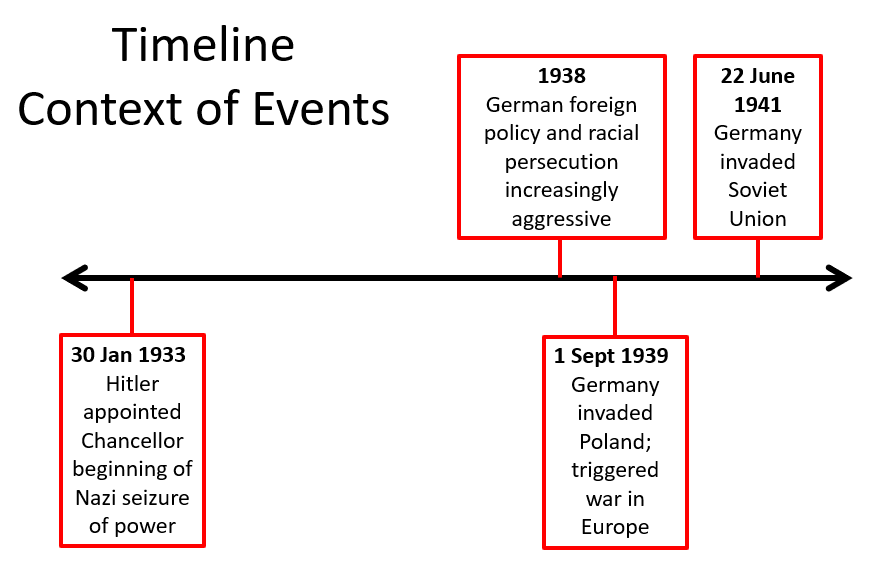 Timeline
Context of Events
1938
German foreign
policy and racial
persecution
increasingly
aggressive
22 June
1941
Germany
invaded
Soviet
Union
30 Jan 1933
Hitler
appointed
Chancellor
beginning of
Nazi seizure
of power
1 Sept 1939
Germany
invaded
Poland;
triggered
war in
Europe